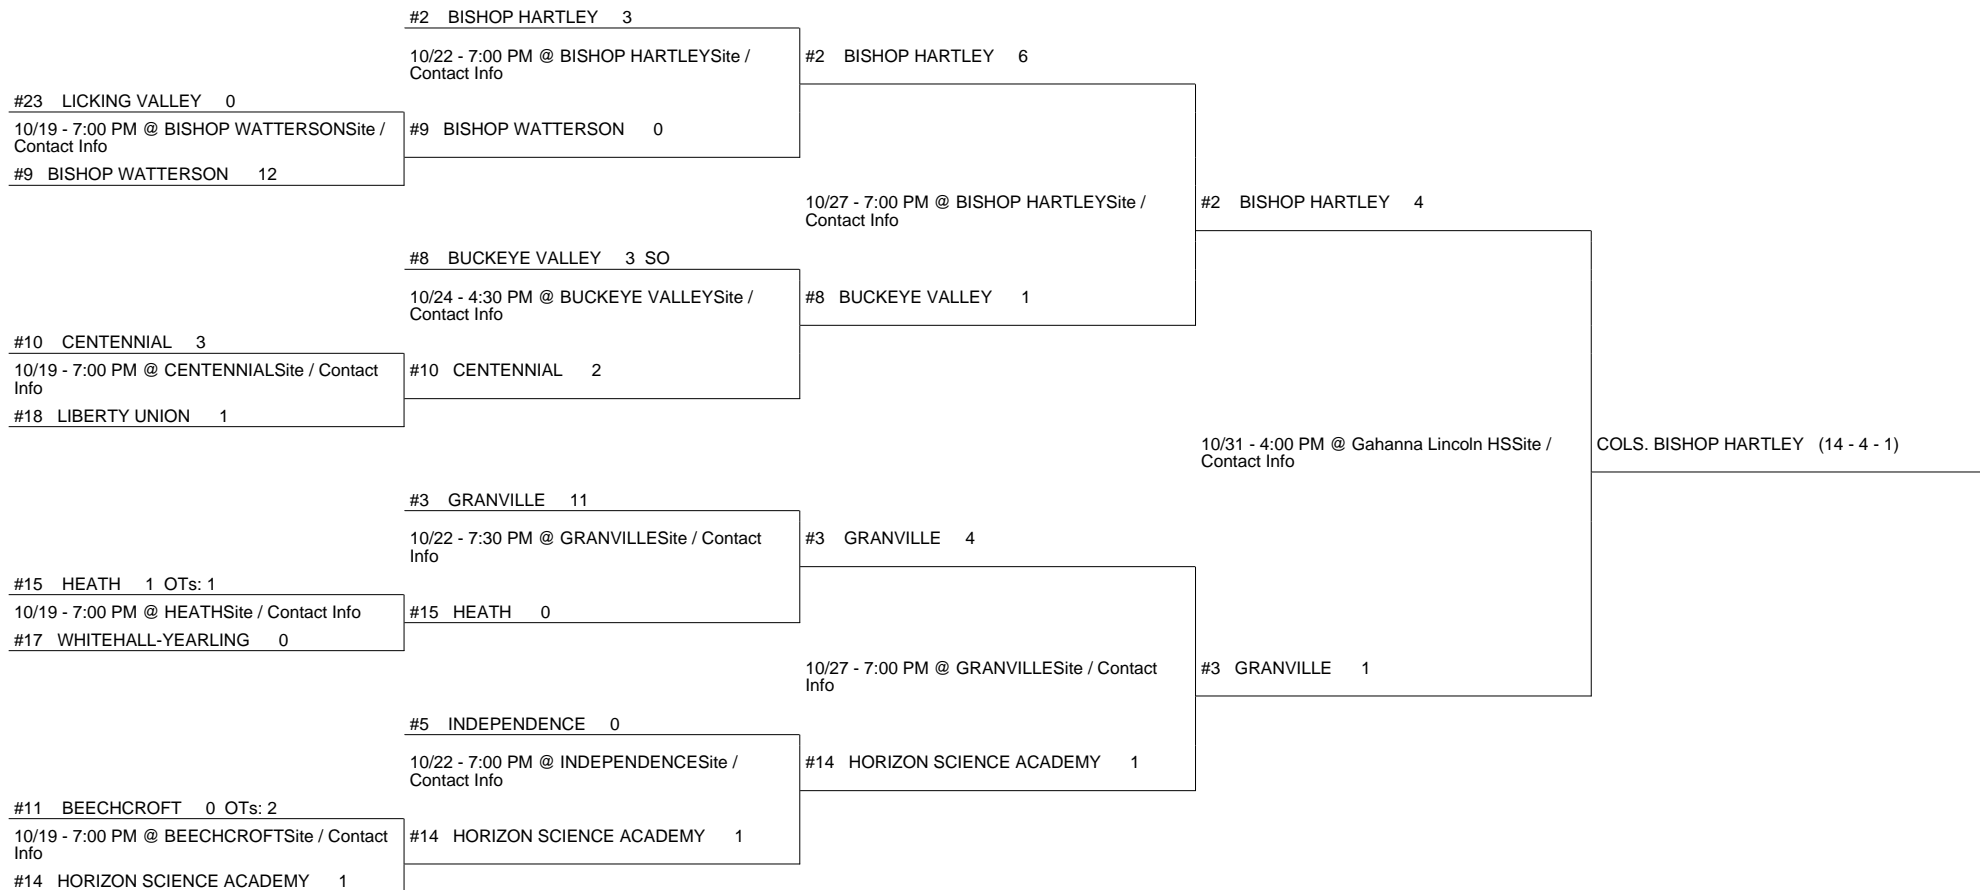 #2 BISHOP HARTLEY 3
10/22 - 7:00 PM @ BISHOP HARTLEYSite /
Contact Info
#2 BISHOP HARTLEY 6
#23 LICKING VALLEY 0
10/19 - 7:00 PM @ BISHOP WATTERSONSite /
Contact Info
#9 BISHOP WATTERSON 0
#9 BISHOP WATTERSON 12
10/27 - 7:00 PM @ BISHOP HARTLEYSite /
Contact Info
#2 BISHOP HARTLEY 4
#8 BUCKEYE VALLEY 3 SO
10/24 - 4:30 PM @ BUCKEYE VALLEYSite /
Contact Info
#8 BUCKEYE VALLEY 1
#10 CENTENNIAL 3
10/19 - 7:00 PM @ CENTENNIALSite / Contact
Info
#10 CENTENNIAL 2
#18 LIBERTY UNION 1
10/31 - 4:00 PM @ Gahanna Lincoln HSSite /
Contact Info
COLS. BISHOP HARTLEY (14 - 4 - 1)
#3 GRANVILLE 11
10/22 - 7:30 PM @ GRANVILLESite / Contact
Info
#3 GRANVILLE 4
#15 HEATH 1 OTs: 1
10/19 - 7:00 PM @ HEATHSite / Contact Info
#15 HEATH 0
#17 WHITEHALL-YEARLING 0
10/27 - 7:00 PM @ GRANVILLESite / Contact
Info
#3 GRANVILLE 1
#5 INDEPENDENCE 0
10/22 - 7:00 PM @ INDEPENDENCESite /
Contact Info
#14 HORIZON SCIENCE ACADEMY 1
#11 BEECHCROFT 0 OTs: 2
10/19 - 7:00 PM @ BEECHCROFTSite / Contact
Info
#14 HORIZON SCIENCE ACADEMY 1
#14 HORIZON SCIENCE ACADEMY 1